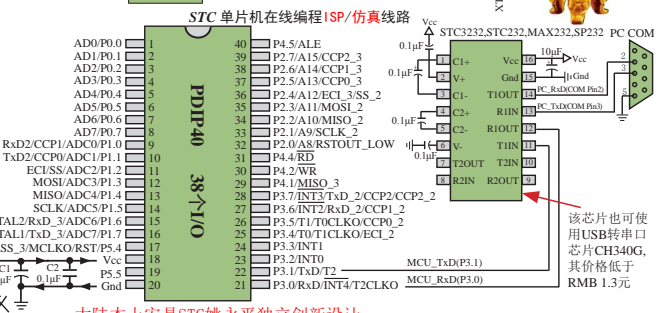 STC 单片机在线编程ISP/仿真线路
STC3232,STC232,MAX232,SP232 PC COM
AD0/P0.0 1
AD1/P0.1 2
AD2/P0.2 3
AD3/P0.3 4
AD4/P0.4 5
AD5/P0.5 6
AD6/P0.6 7
AD7/P0.7 8
RxD2/CCP1/ADC0/P1.0 9
TxD2/CCP0/ADC1/P1.1 10
ECI/SS/ADC2/P1.2 11
MOSI/ADC3/P1.3 12
MISO/ADC4/P1.4 13
SCLK/ADC5/P1.5 14
TAL2/RxD_3/ADC6/P1.6 15
TAL1/TxD_3/ADC7/P1.7 16
SS_3/MCLKO/RST/P5.4 17
Vcc 18
P5.5 19
Gnd 20
C1
µF
C2
0.1µF
PDIP40 38个I/O
40 P4.5/ALE
39 P2.7/A15/CCP2_3
38 P2.6/A14/CCP1_3
37 P2.5/A13/CCP0_3
36 P2.4/A12/ECI_3/SS_2
35 P2.3/A11/MOSI_2
34 P2.2/A10/MISO_2
33 P2.1/A9/SCLK_2
32 P2.0/A8/RSTOUT_LOW
31 P4.4/RD
30 P4.2/WR
29 P4.1/MISO_3
28 P3.7/INT3/TxD_2/CCP2/CCP2_2
27 P3.6/INT2/RxD_2/CCP1_2
26 P3.5/T1/T0CLKO/CCP0_2
25 P3.4/T0/T1CLKO/ECI_2
24 P3.3/INT1
23 P3.2/INT0
22 P3.1/TxD/T2
21 P3.0/RxD/INT4/T2CLKO
MCU_TxD(P3.1)
MCU_RxD(P3.0)
Vcc
0.1µF
0.1µF
0.1µF
0.1µF
1 C1+
2 V+
3 C1-
4 C2+
5 C2-
6 V-
7 T2OUT
8 R2IN
Vcc 16
Gnd 15
T1OUT 14
R1IN 13
R1OUT 12
T1IN 11
T2IN 10
R2OUT 9
10µF
Vcc
Gnd
PC_RxD(COM Pin2)
PC_TxD(COM Pin3)
2
3
5
该芯片也可使
用USB转串口
芯片CH340G,
其价格低于
RMB 1.3元